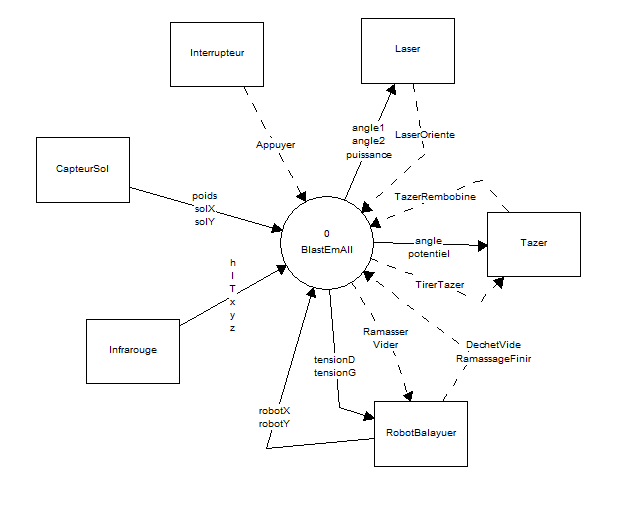 Interrupteur
Laser
angle1
angle2
puissance
LaserOriente
Appuyer
CapteurSol
poids
solX
solY
TazerRembobine
0
BlastEmAll
angle
potentiel
Tazer
TirerTazer
h
l
T
x
y
z
Infrarouge
Ramasser
Vider
DechetVide
RamassageFinir
tensionD
tensionG
robotX
robotY
RobotBalayuer